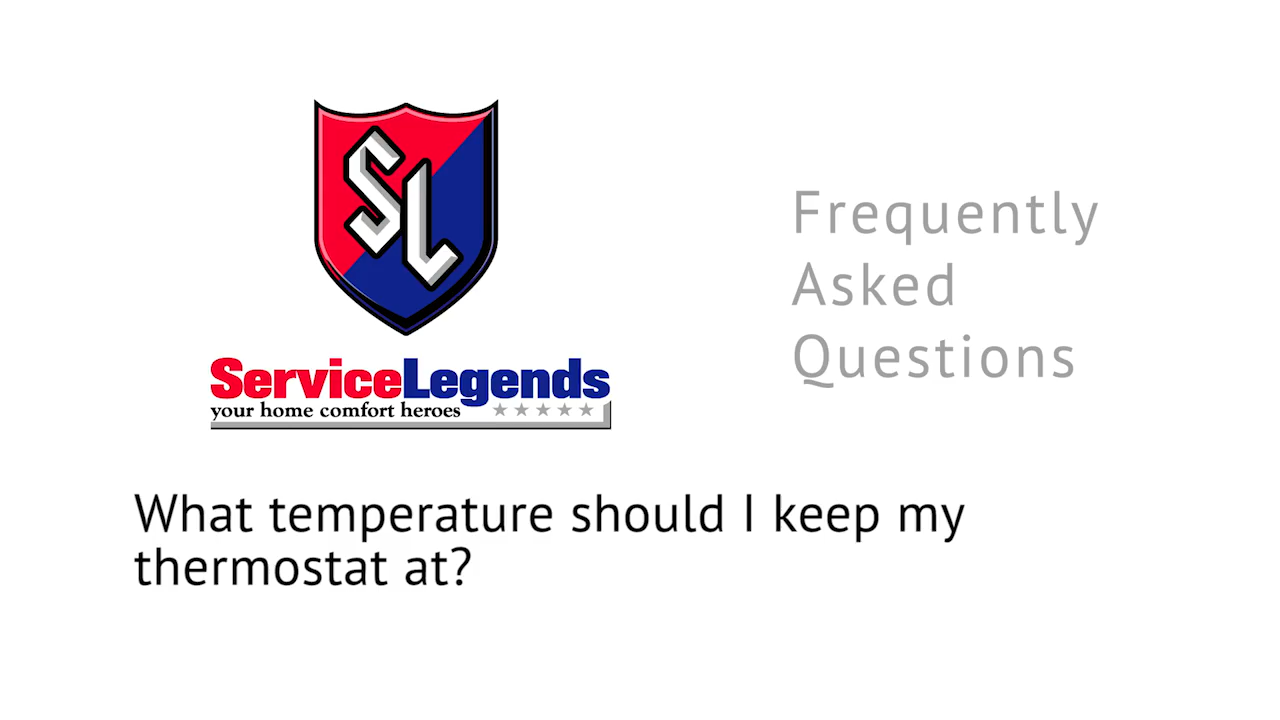 SL
ServiceLegends
your home comfort heroes
Frequently
Asked
Questions
What temperature should I keep my
thermostat at?